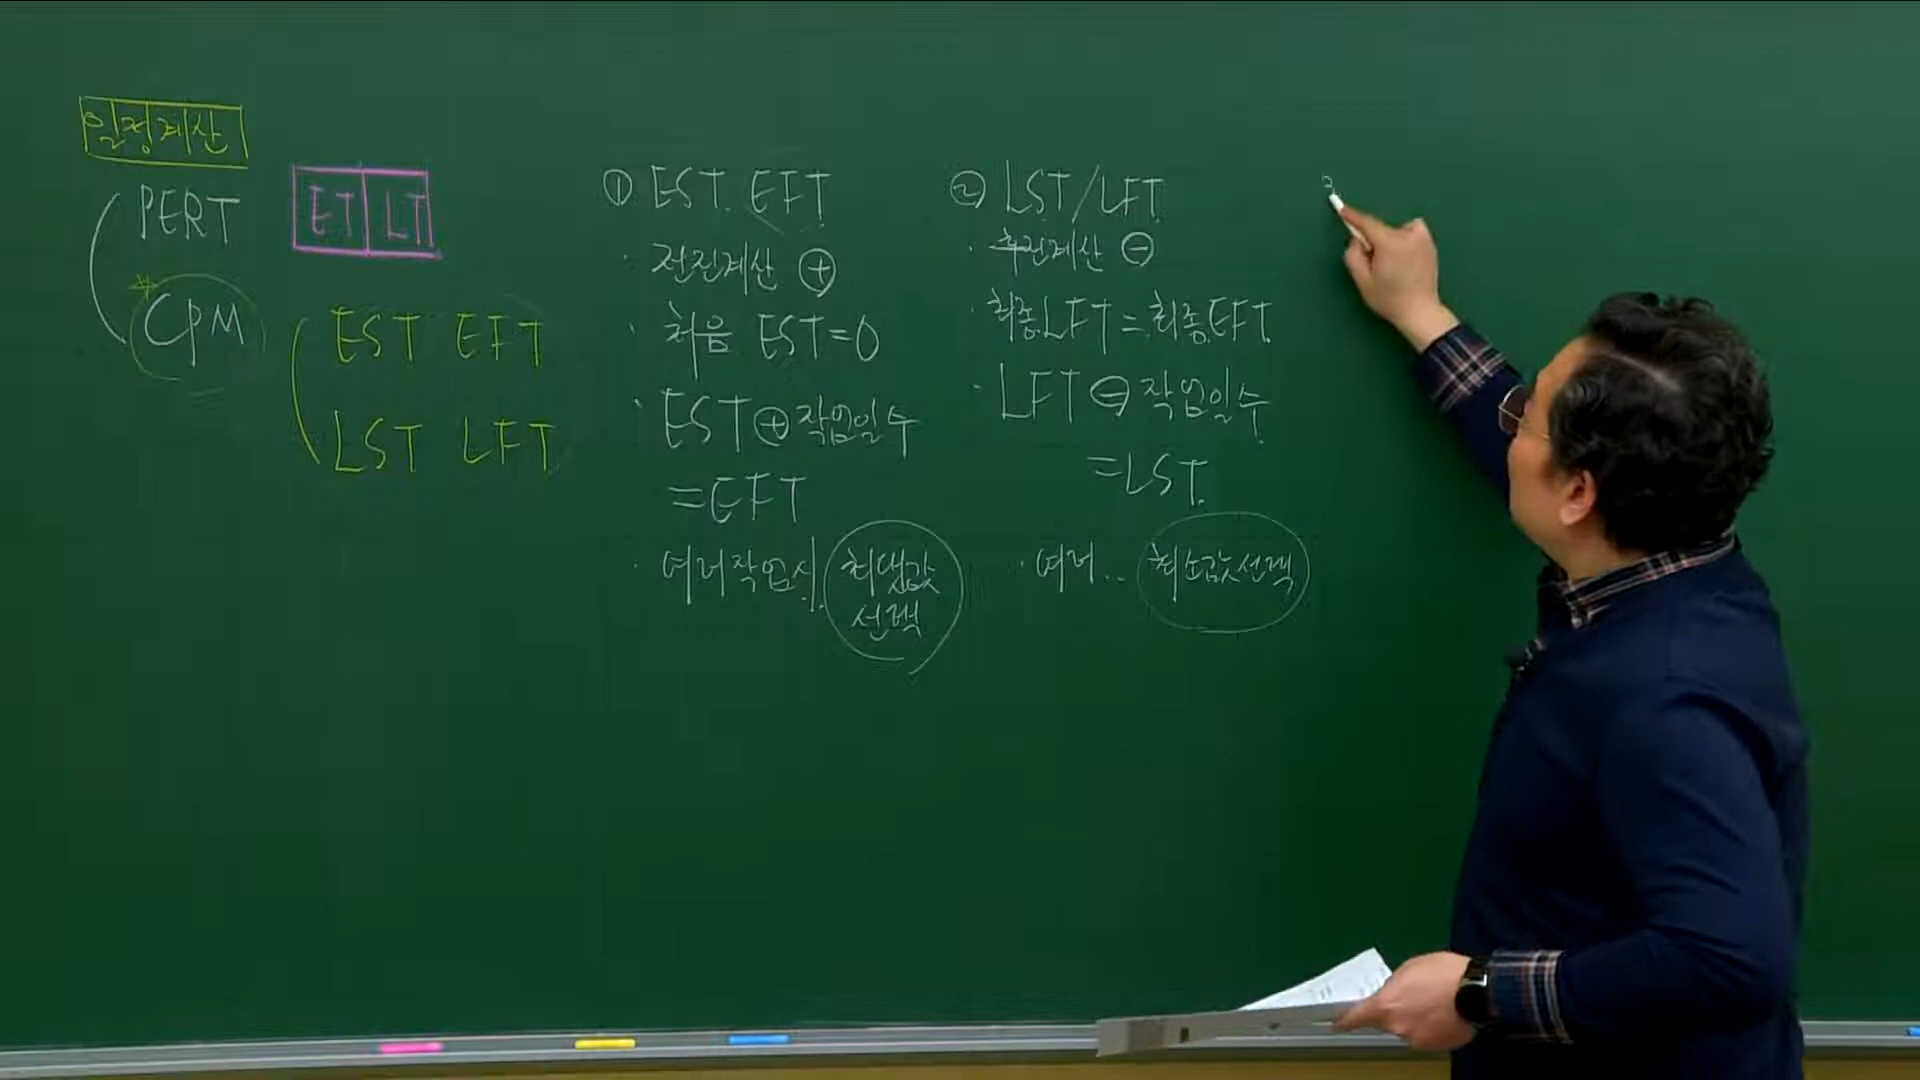 일정계산
PERT
CPM
ET LT
EST EFT
LST LFT
① EST. EFT
· 전진계산 ⊕
· 처음 EST=0
· EST⊕작업일수
=EFT
· 여러작업시 최댓값
선택
② LST/LFT
· 후진계산 ⊖
· 최종LFT=최종EFT.
· LFT⊖작업일수
=LST.
· 여러.. 최소값선택
3